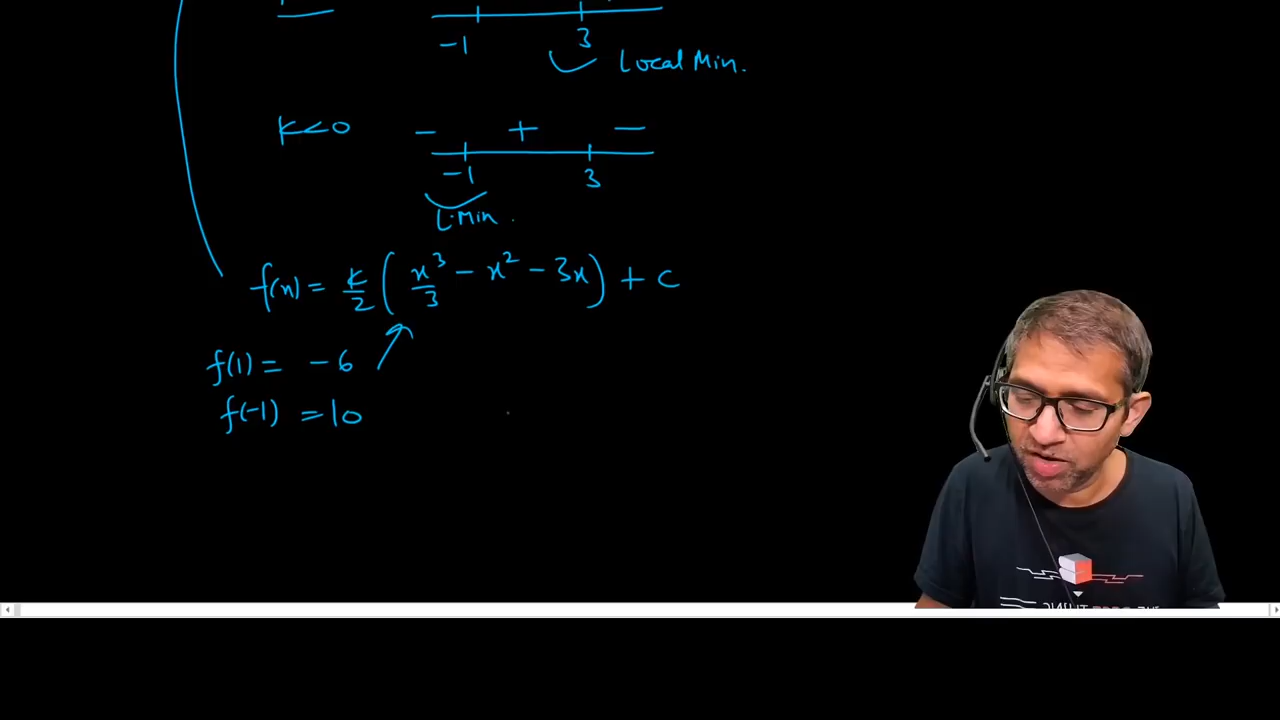 -1 3
Local Min.
K<0 - + -
-1 3
L.Min.
f(x) = K/2 ( x³/3 - x² - 3x ) + c
f(1) = -6
f(-1) = 10